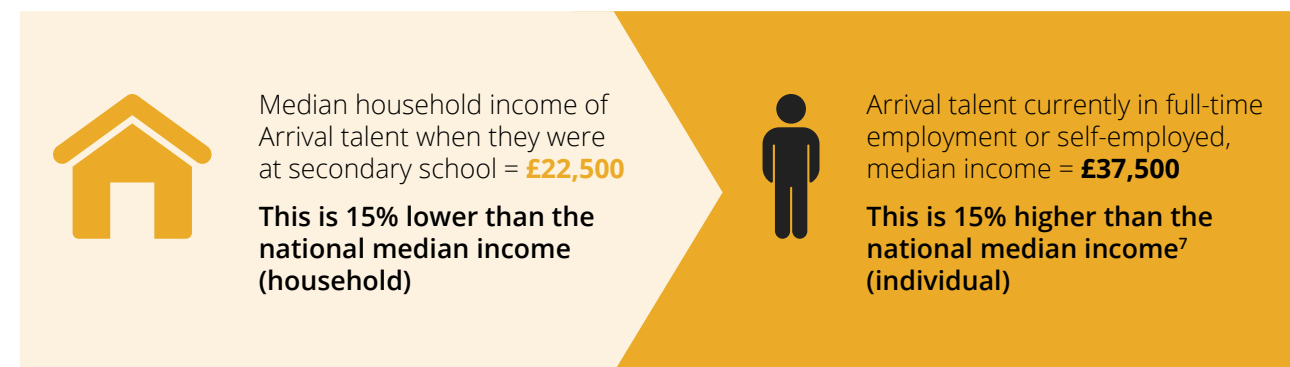 Median household income of
Arrival talent when they were
at secondary school = £22,500
This is 15% lower than the
national median income
(household)
Arrival talent currently in full-time
employment or self-employed,
median income = £37,500
This is 15% higher than the
national median income⁷
(individual)